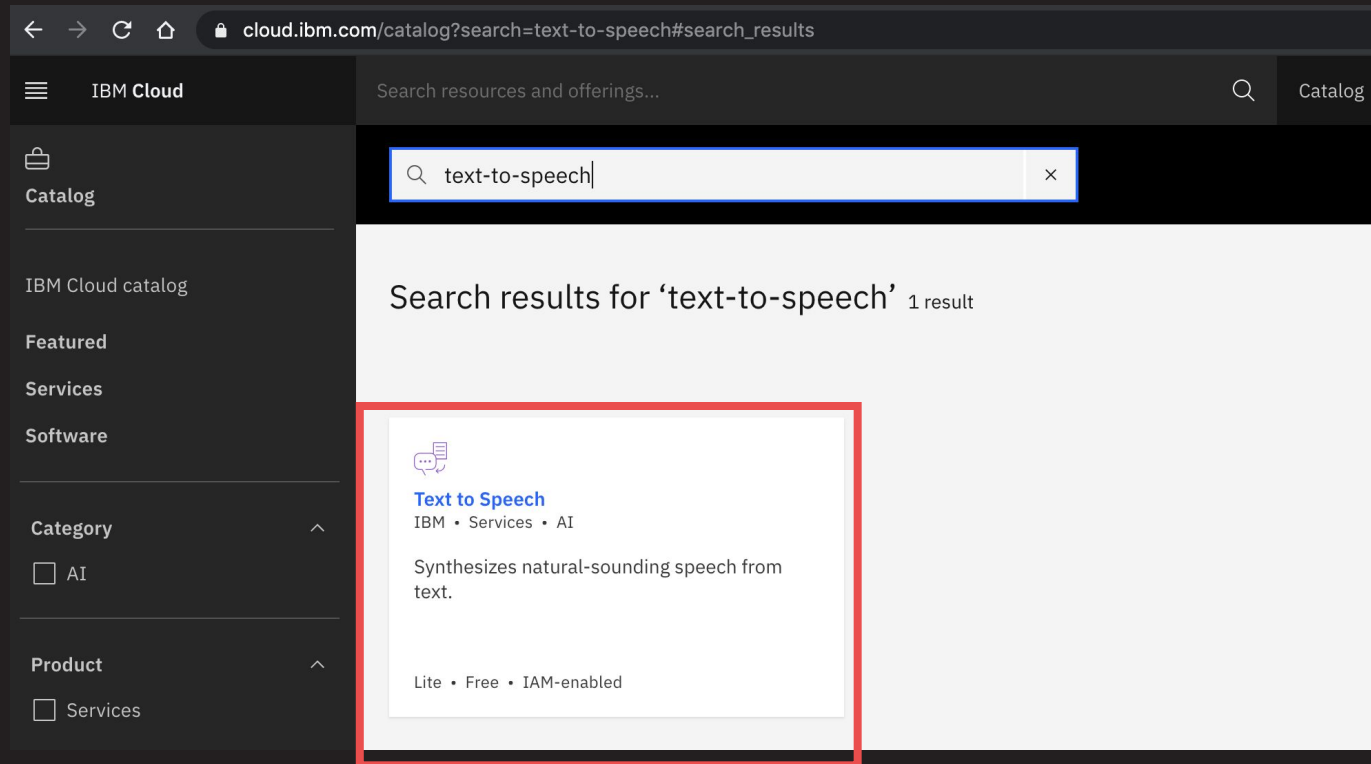 cloud.ibm.com/catalog?search=text-to-speech#search_results
IBM Cloud
Search resources and offerings...
Catalog
Catalog
IBM Cloud catalog
Featured
Services
Software
Category
AI
Product
Services
text-to-speech
Search results for ‘text-to-speech’ 1 result
Text to Speech
IBM • Services • AI
Synthesizes natural-sounding speech from
text.
Lite • Free • IAM-enabled